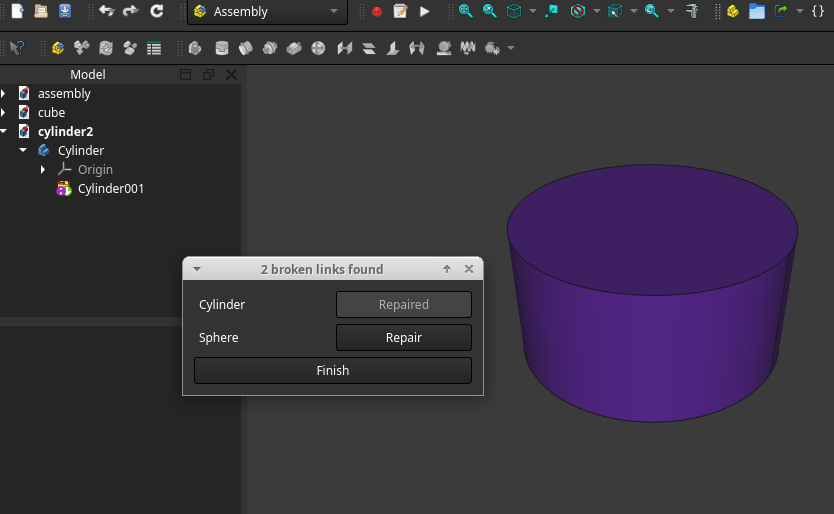 Assembly
Model
assembly
cube
cylinder2
Cylinder
Origin
Cylinder001
2 broken links found
Cylinder
Repaired
Sphere
Repair
Finish